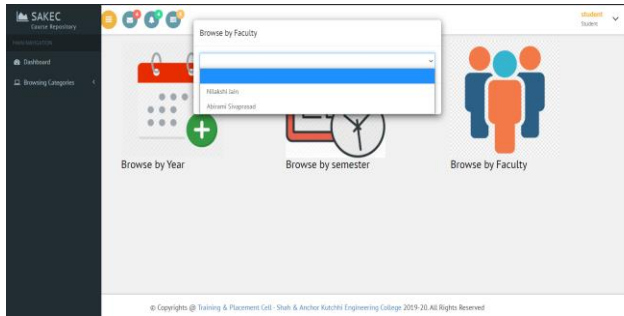 SAKEC
Course Repository
MAIN NAVIGATION
Dashboard
Browsing Categories
student
Student
Browse by Faculty
Nilakshi Jain
Abirami Sivaprasad
Browse by Year
Browse by semester
Browse by Faculty
© Copyrights @ Training & Placement Cell - Shah & Anchor Kutchhi Engineering College 2019-20. All Rights Reserved